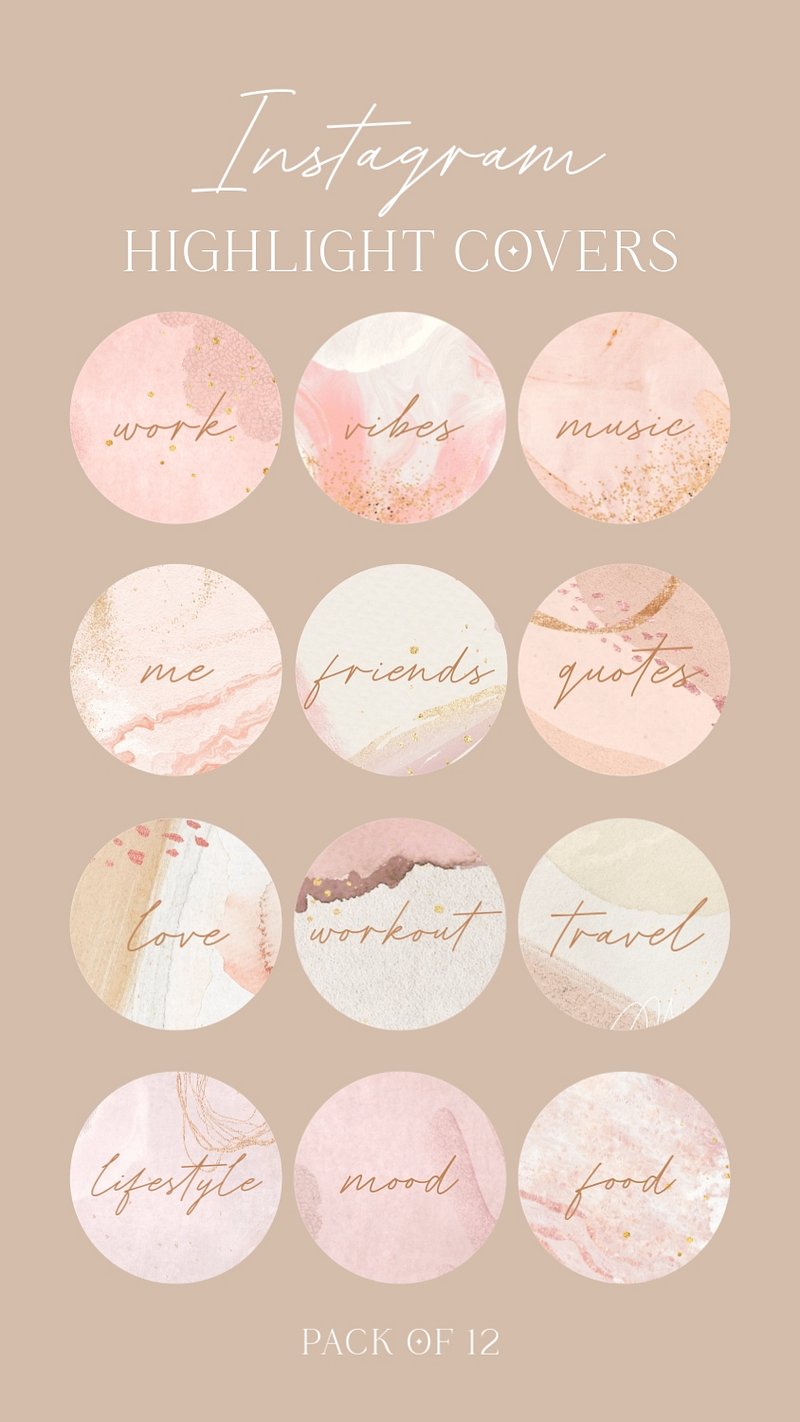 Instagram
HIGHLIGHT COVERS
work vibes music
me friends quotes
love workout travel
lifestyle mood food
PACK OF 12